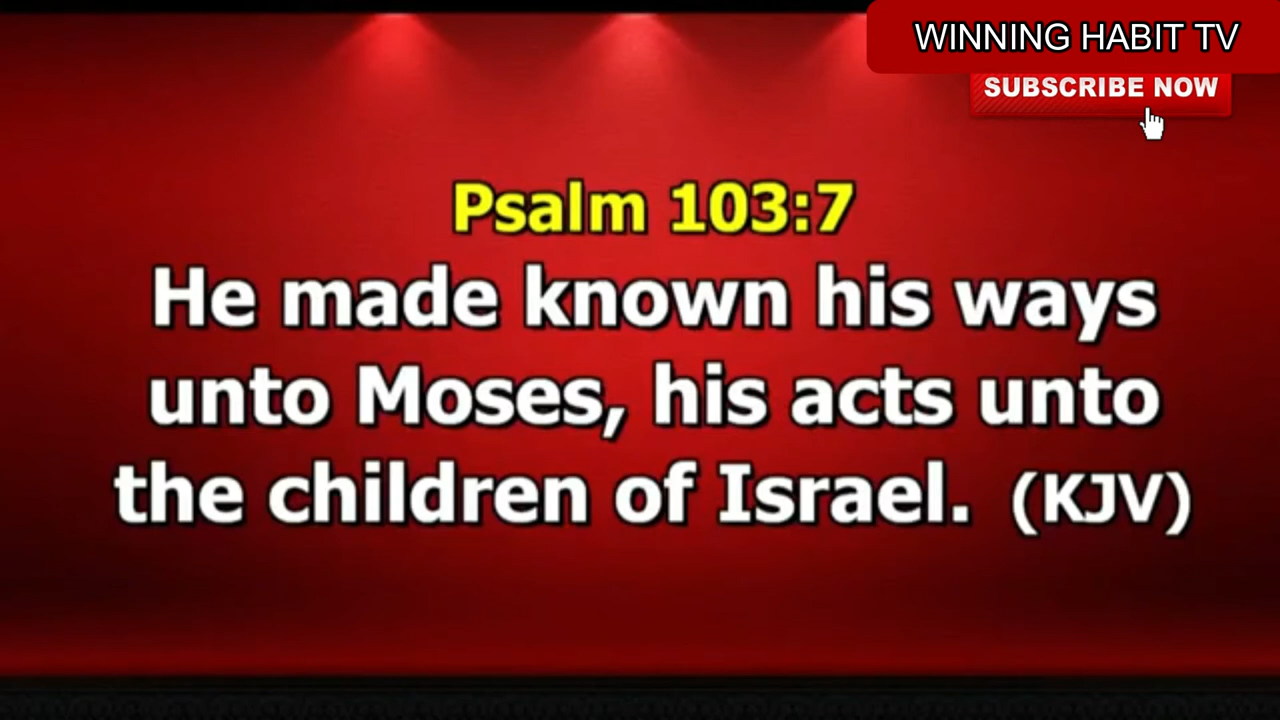 WINNING HABIT TV
SUBSCRIBE NOW
Psalm 103:7
He made known his ways
unto Moses, his acts unto
the children of Israel. (KJV)